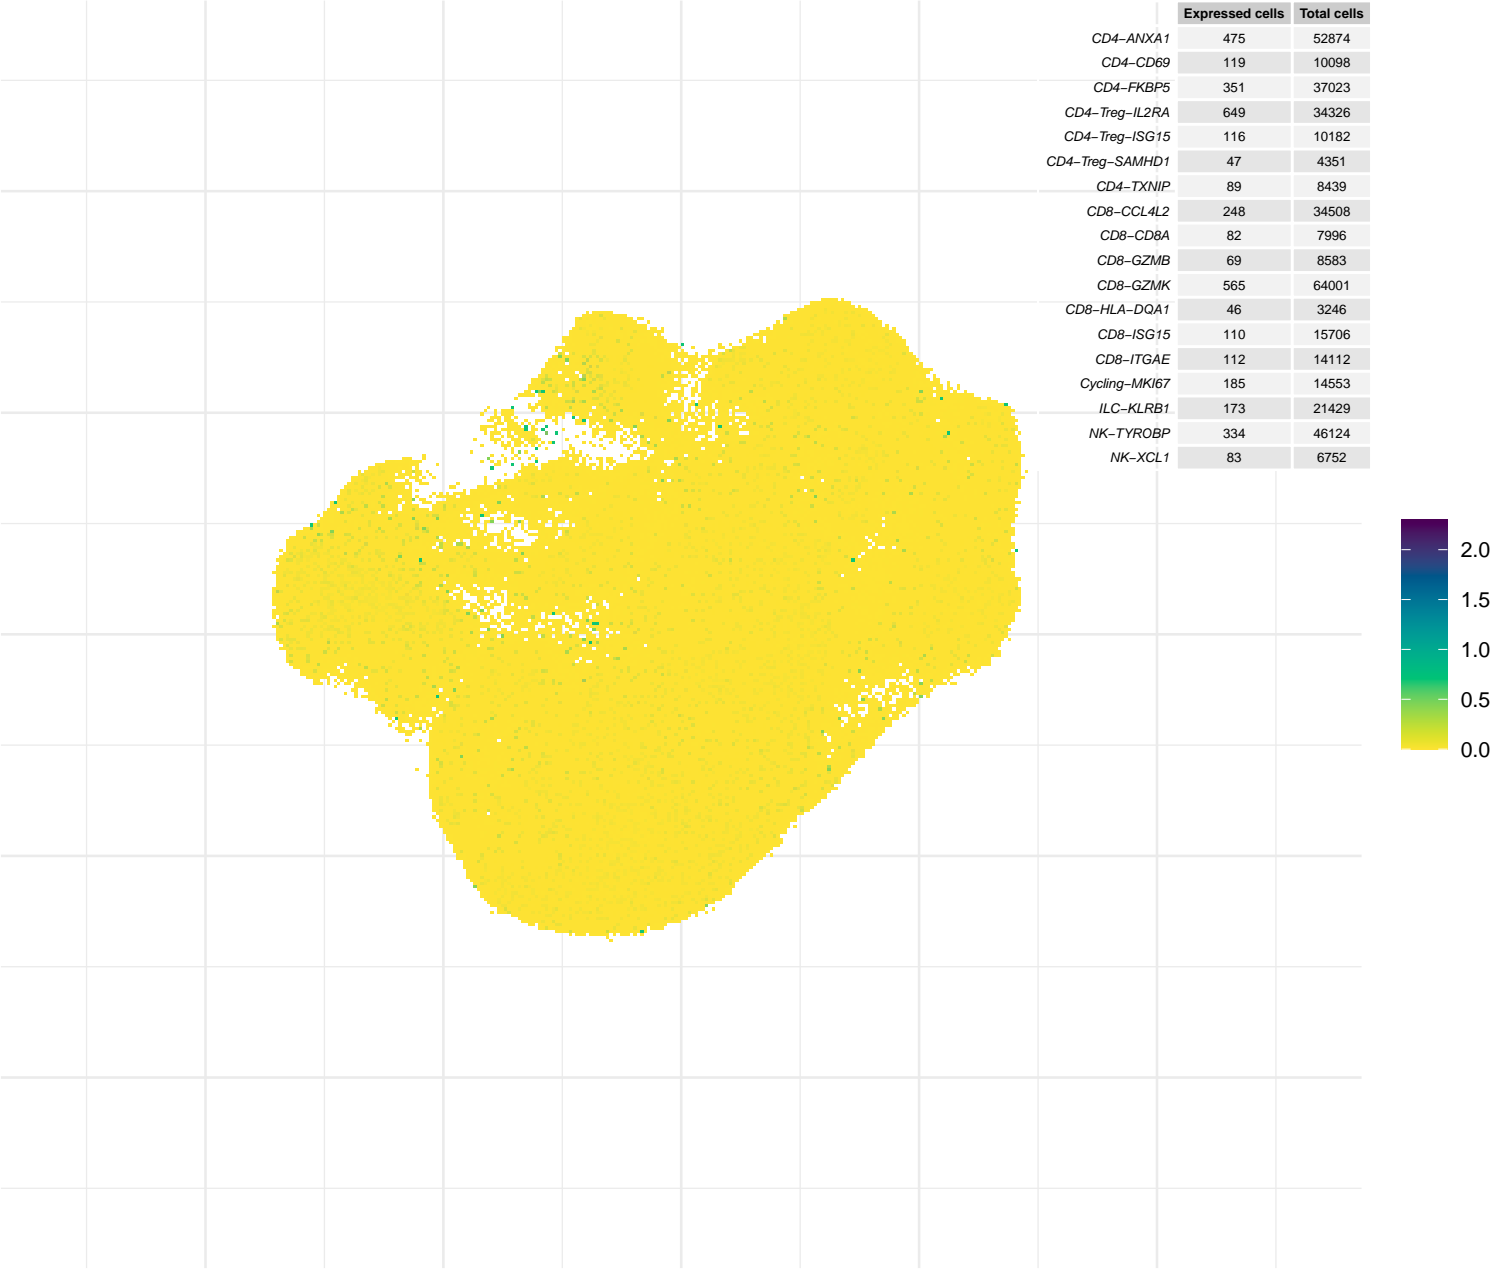 Expressed cells Total cells
CD4−ANXA1 475 52874
CD4−CD69 119 10098
CD4−FKBP5 351 37023
CD4−Treg−IL2RA 649 34326
CD4−Treg−ISG15 116 10182
CD4−Treg−SAMHD1 47 4351
CD4−TXNIP 89 8439
CD8−CCL4L2 248 34508
CD8−CD8A 82 7996
CD8−GZMB 69 8583
CD8−GZMK 565 64001
CD8−HLA−DQA1 46 3246
CD8−ISG15 110 15706
CD8−ITGAE 112 14112
Cycling−MKI67 185 14553
ILC−KLRB1 173 21429
NK−TYROBP 334 46124
NK−XCL1 83 6752
2.0
1.5
1.0
0.5
0.0